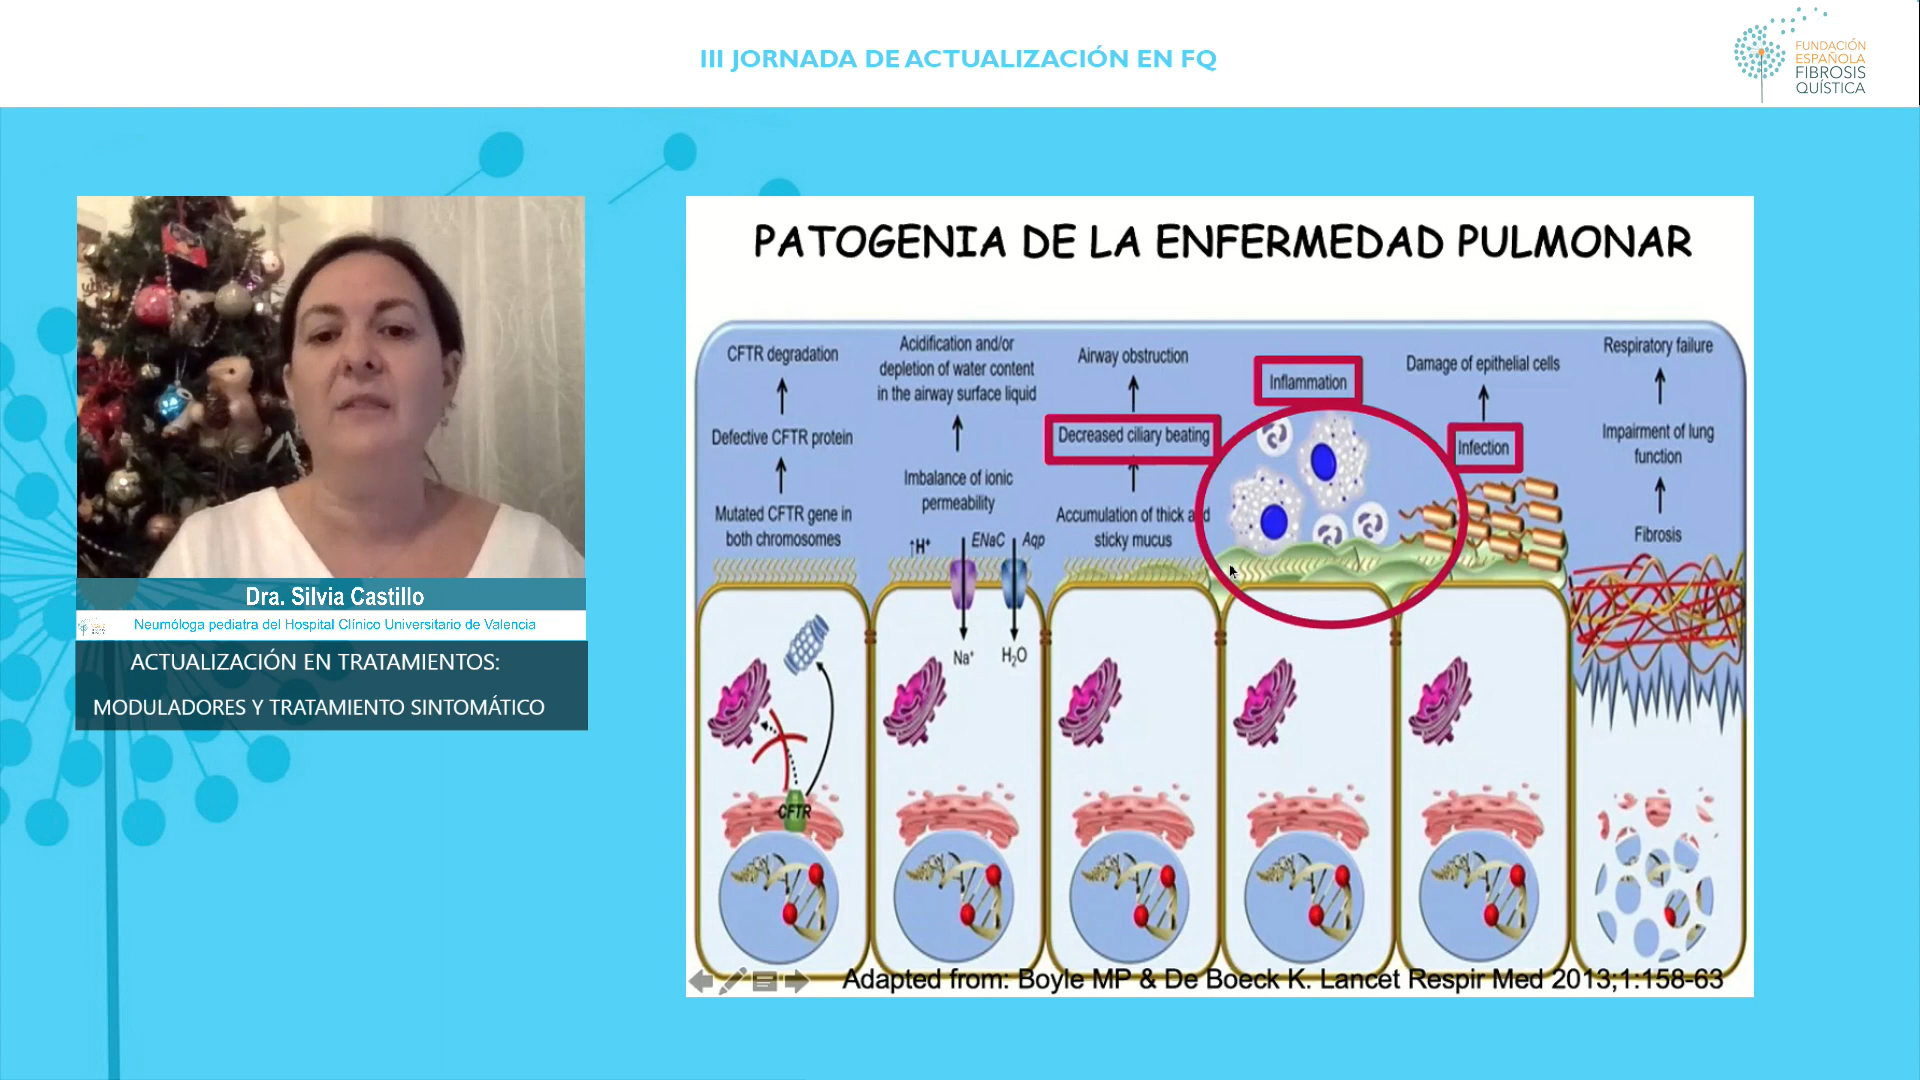 III JORNADA DE ACTUALIZACIÓN EN FQ
FUNDACIÓN
ESPAÑOLA
FIBROSIS
QUÍSTICA
Dra. Silvia Castillo
Neumóloga pediatra del Hospital Clínico Universitario de Valencia
ACTUALIZACIÓN EN TRATAMIENTOS:
MODULADORES Y TRATAMIENTO SINTOMÁTICO
PATOGENIA DE LA ENFERMEDAD PULMONAR
CFTR degradation
Defective CFTR protein
Mutated CFTR gene in
both chromosomes
CFTR
Acidification and/or
depletion of water content
in the airway surface liquid
Imbalance of ionic
permeability
↑H⁺
ENaC
Aqp
Na⁺
H₂O
Airway obstruction
Decreased ciliary beating
Accumulation of thick and
sticky mucus
Inflammation
Damage of epithelial cells
Infection
Respiratory failure
Impairment of lung
function
Fibrosis
Adapted from: Boyle MP & De Boeck K. Lancet Respir Med 2013;1:158-63